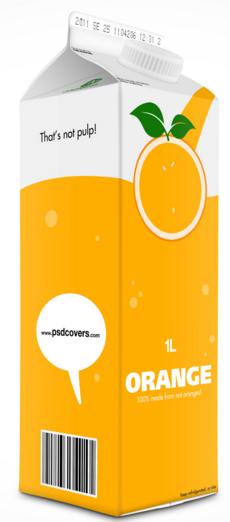 2011 SE 25 1104206 12:31 2
That's not pulp!
www.psdcovers.com
1L
ORANGE
100% made from not oranges!